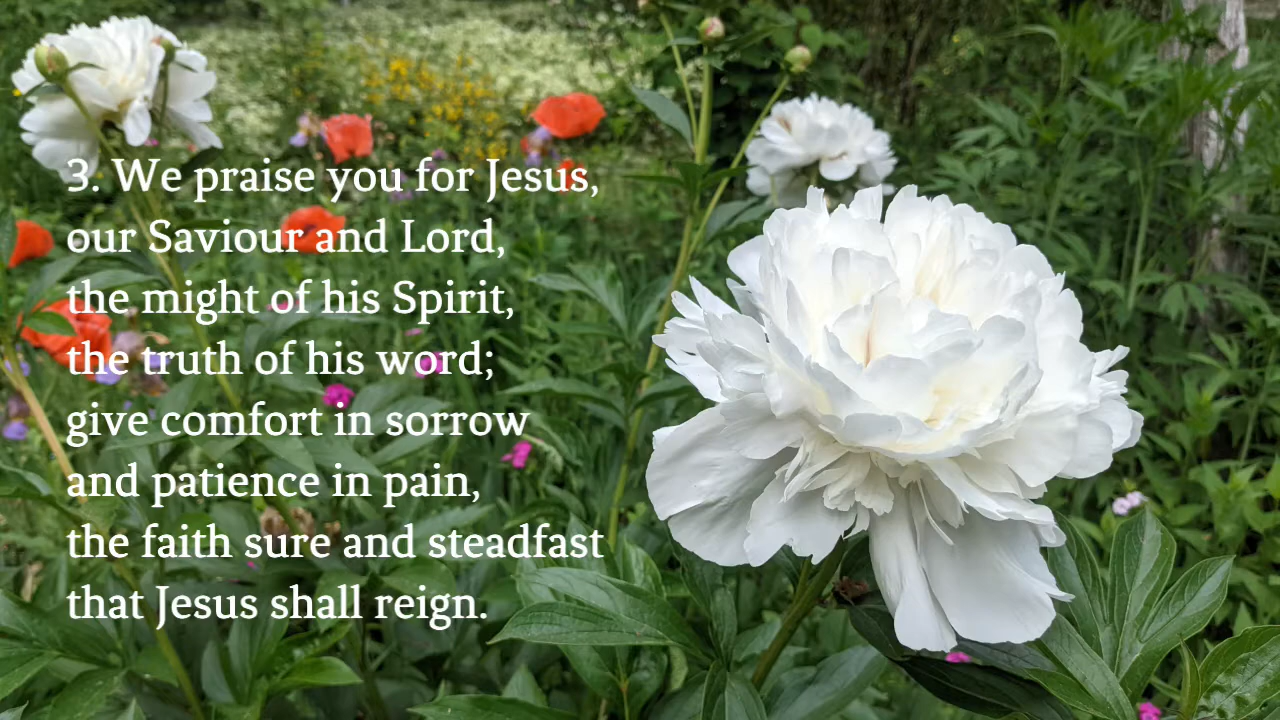 3. We praise you for Jesus,
our Saviour and Lord,
the might of his Spirit,
the truth of his word;
give comfort in sorrow
and patience in pain,
the faith sure and steadfast
that Jesus shall reign.